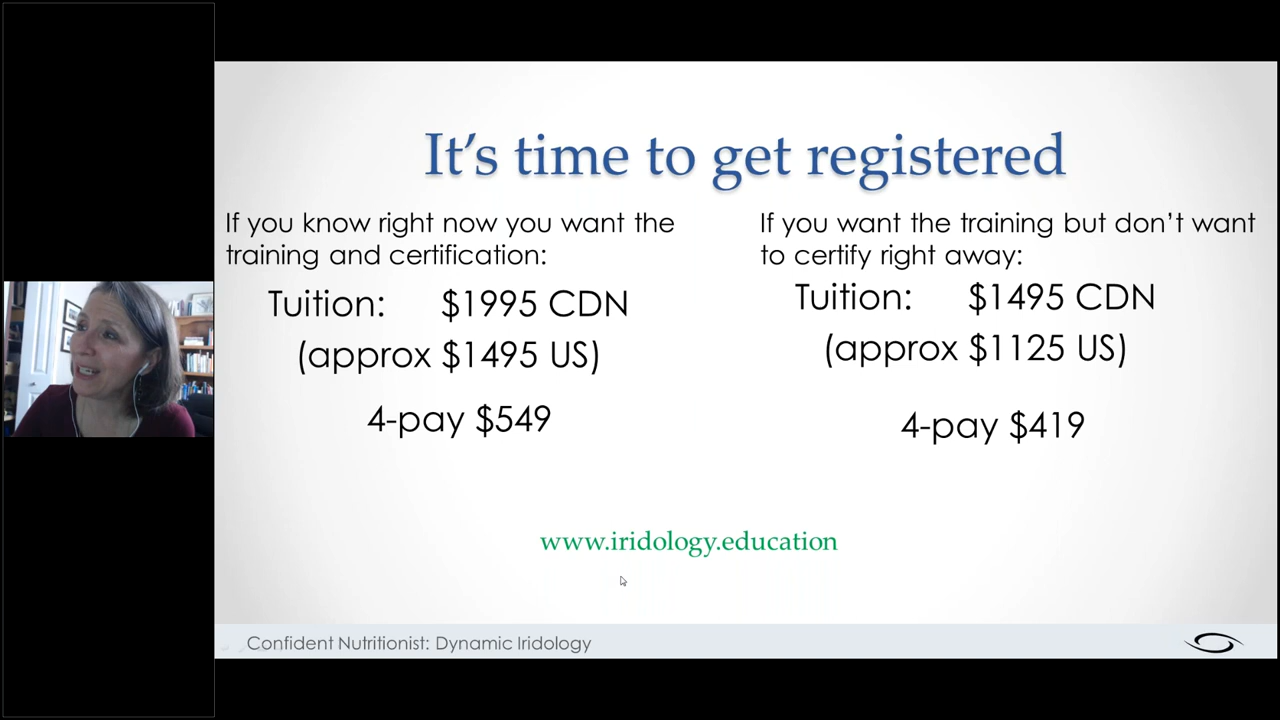 It's time to get registered
If you know right now you want the
training and certification:
Tuition: $1995 CDN
(approx $1495 US)
4-pay $549
If you want the training but don't want
to certify right away:
Tuition: $1495 CDN
(approx $1125 US)
4-pay $419
www.iridology.education
Confident Nutritionist: Dynamic Iridology